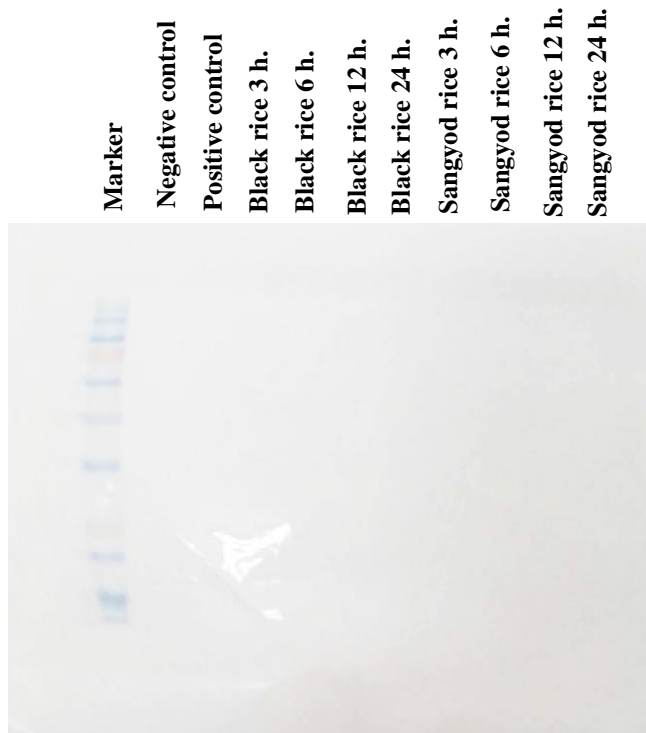 Marker
Negative control
Positive control
Black rice 3 h.
Black rice 6 h.
Black rice 12 h.
Black rice 24 h.
Sangyod rice 3 h.
Sangyod rice 6 h.
Sangyod rice 12 h.
Sangyod rice 24 h.